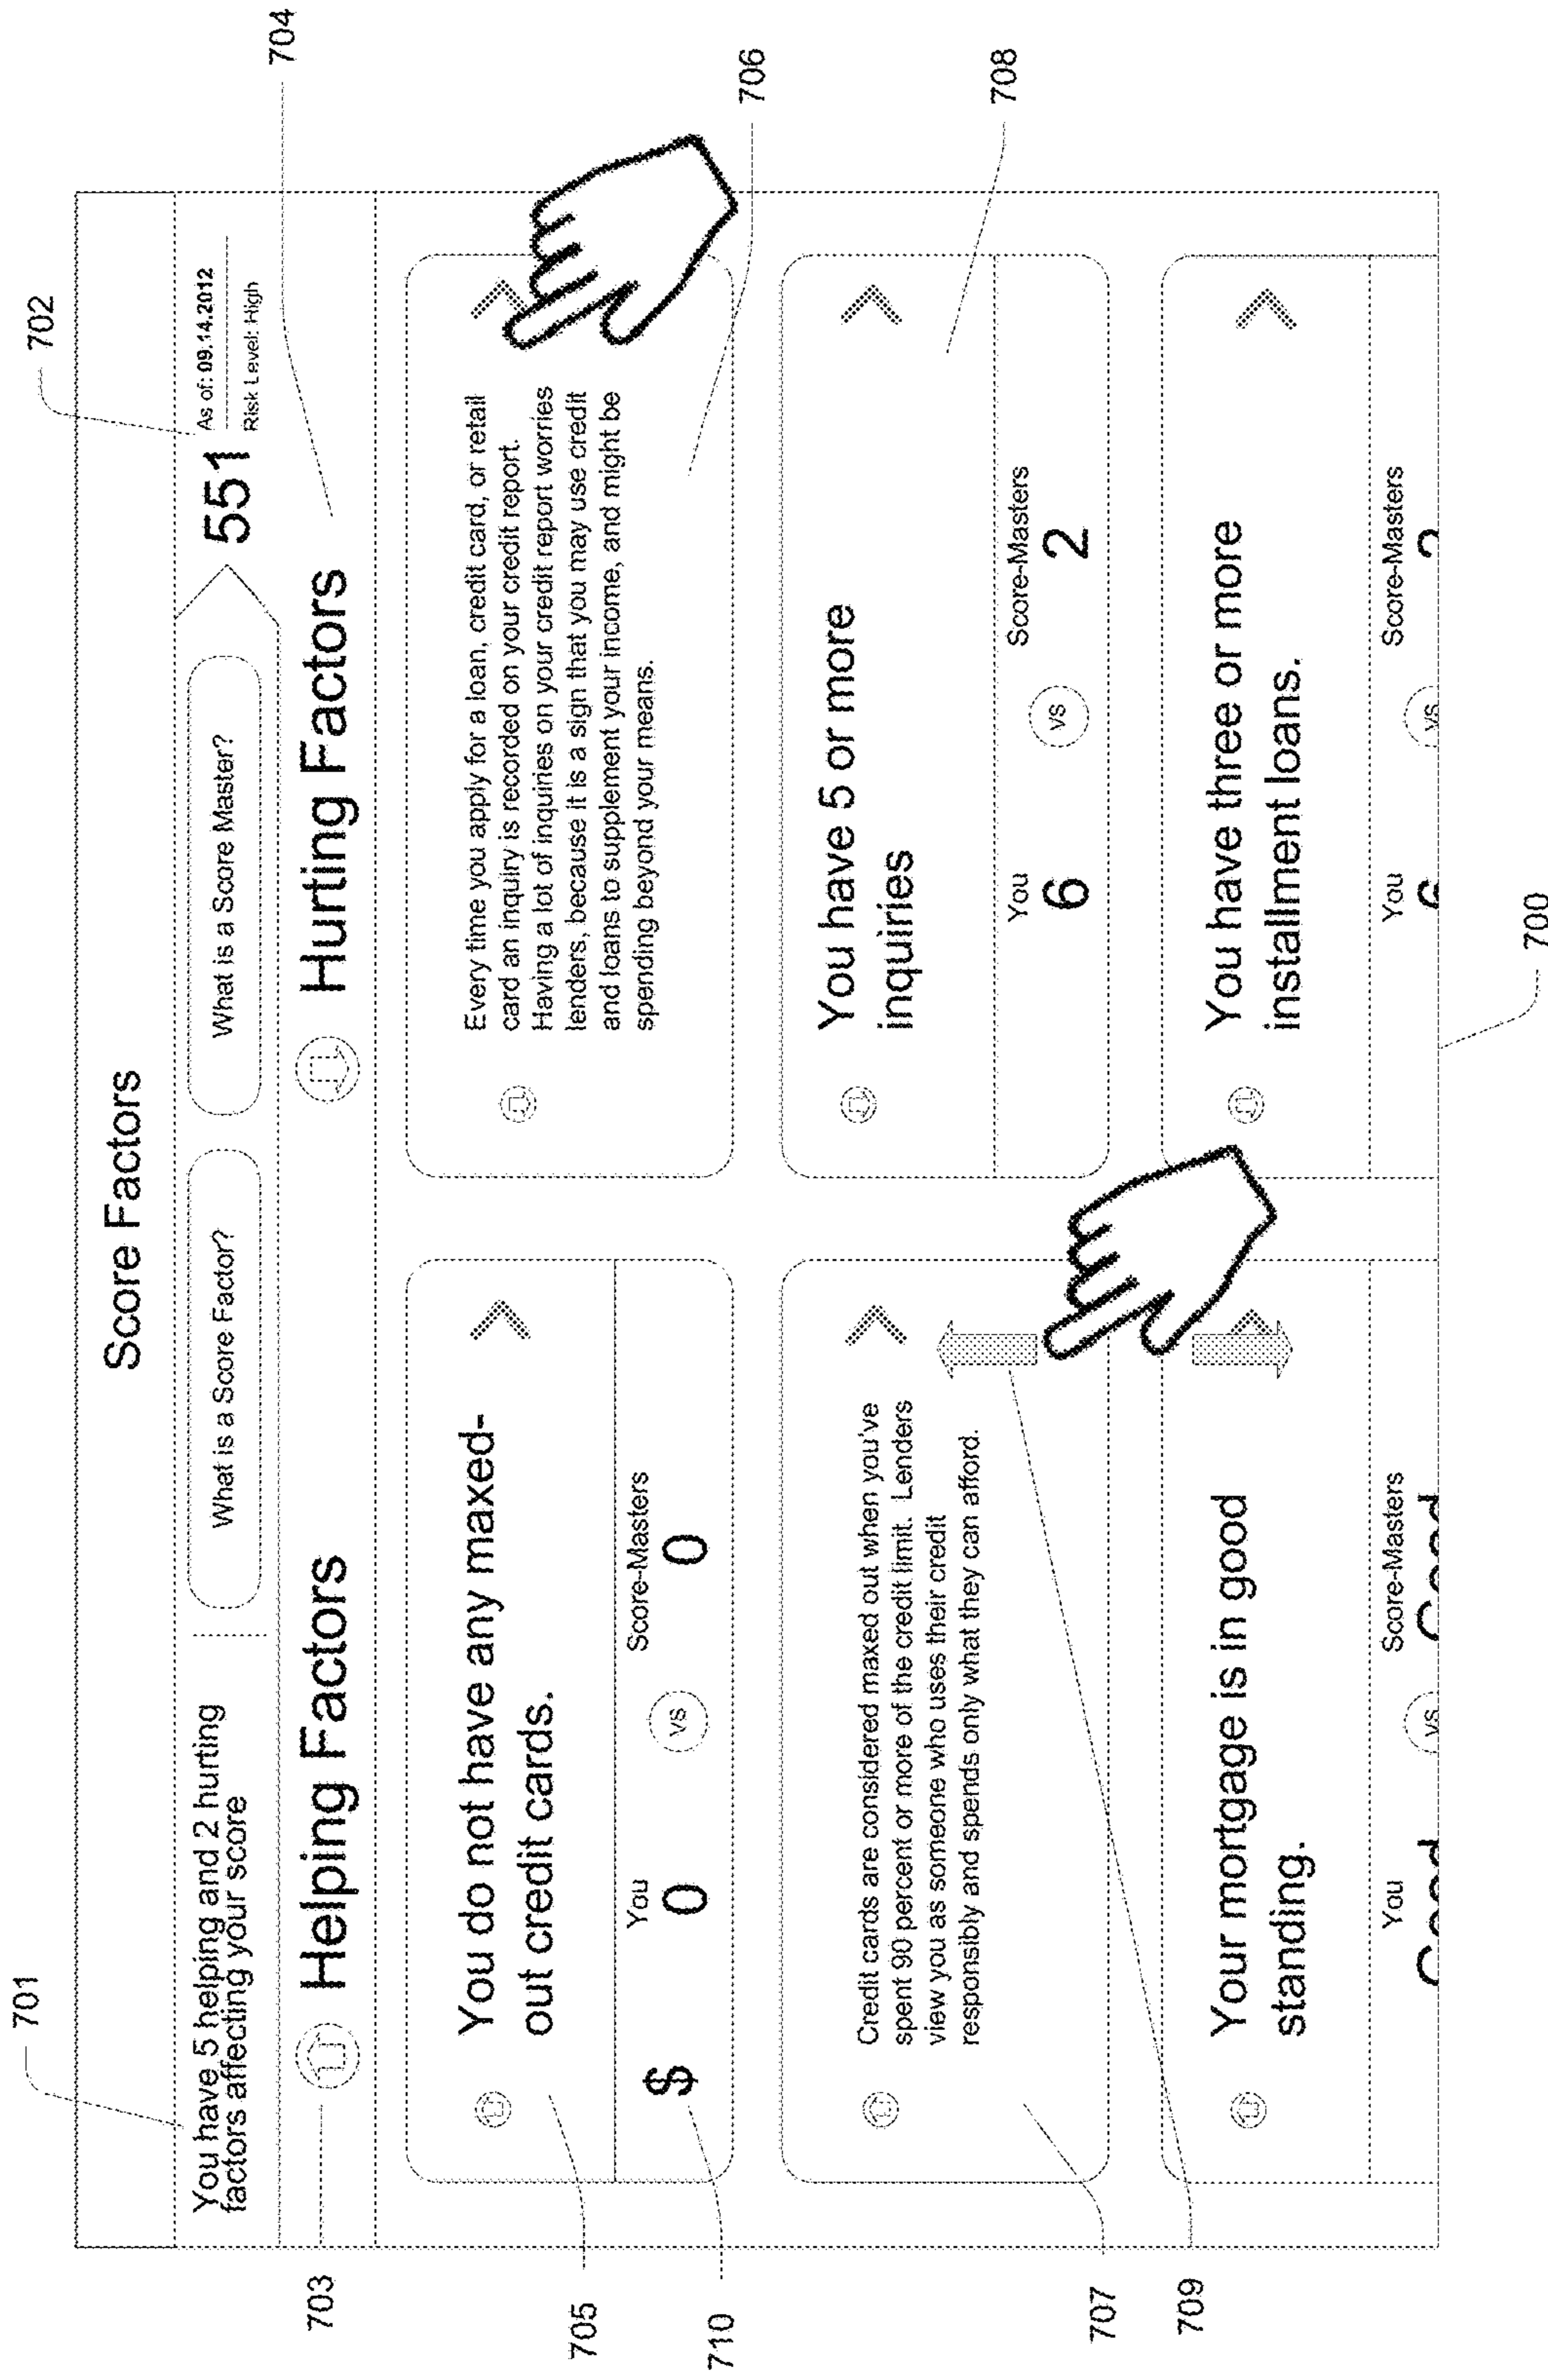 Score Factors
701
You have 5 helping and 2 hurting
factors affecting your score
What is a Score Factor?
What is a Score Master?
551
As of: 09.14.2012
Risk Level: High
702
703
Helping Factors
Hurting Factors
704
You do not have any maxed-
out credit cards.
705
$
You
0
vs
Score-Masters
0
710
Every time you apply for a loan, credit card, or retail
card an inquiry is recorded on your credit report.
Having a lot of inquiries on your credit report worries
lenders, because it is a sign that you may use credit
and loans to supplement your income, and might be
spending beyond your means.
706
Credit cards are considered maxed out when you've
spent 90 percent or more of the credit limit. Lenders
view you as someone who uses their credit
responsibly and spends only what they can afford.
707
You have 5 or more
inquiries
You
6
vs
Score-Masters
2
708
709
Your mortgage is in good
standing.
You
Good
vs
Score-Masters
Good
You have three or more
installment loans.
You
vs
Score-Masters
700